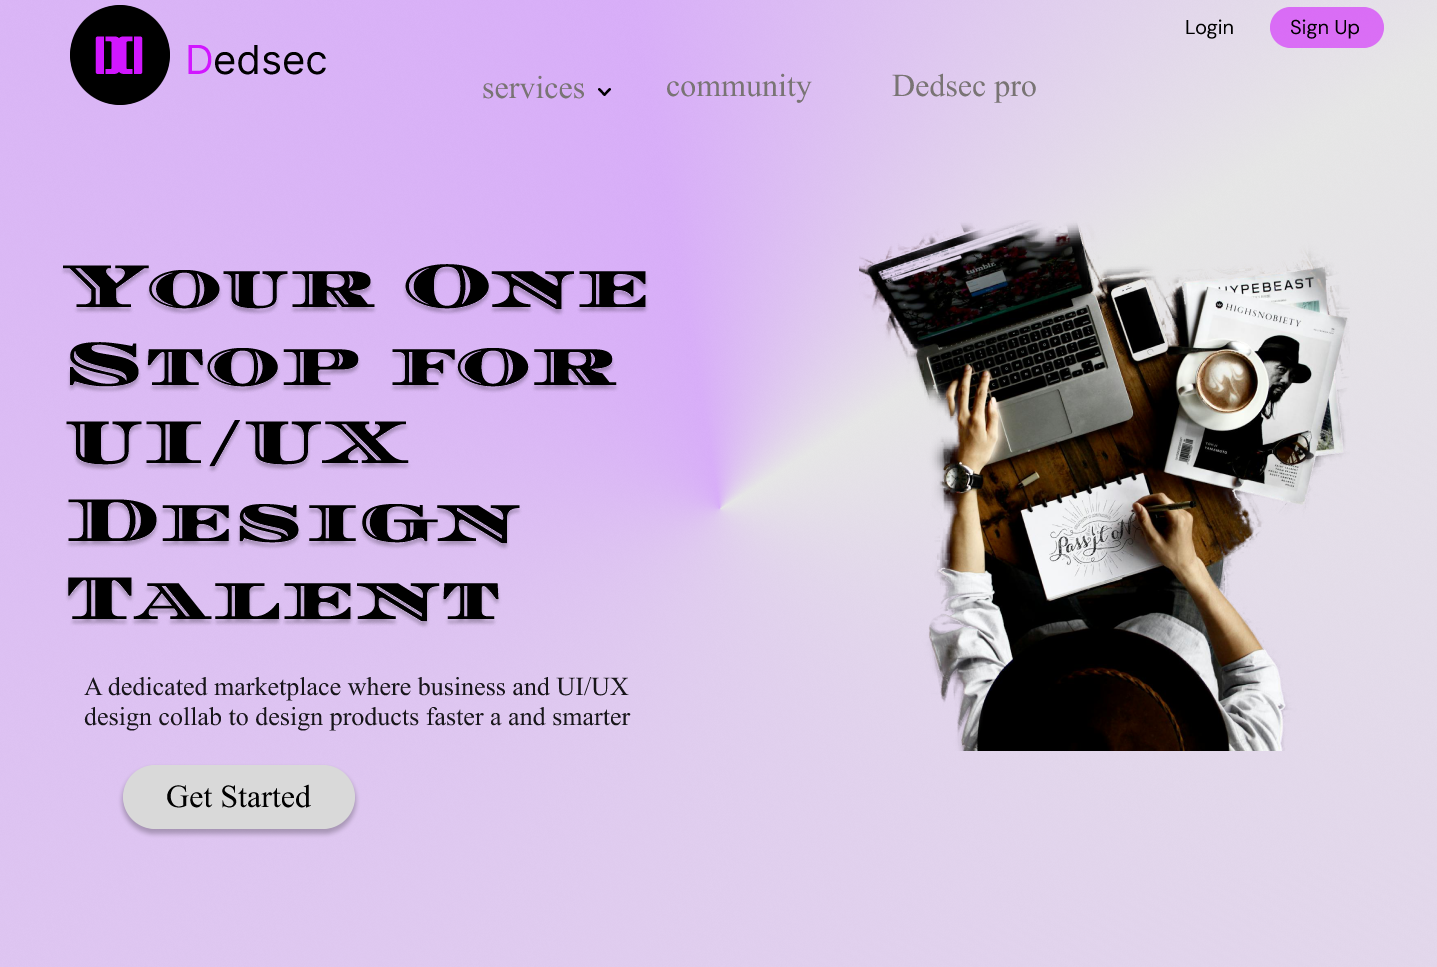 Login
Sign Up
Dedsec
services
community
Dedsec pro
Your One
Stop for
UI/UX
Design
Talent
A dedicated marketplace where business and UI/UX
design collab to design products faster a and smarter
Get Started
tumblr.
HYPEBEAST
HIGHSNOBIETY
YOHJI
YAMAMOTO
Pass it on